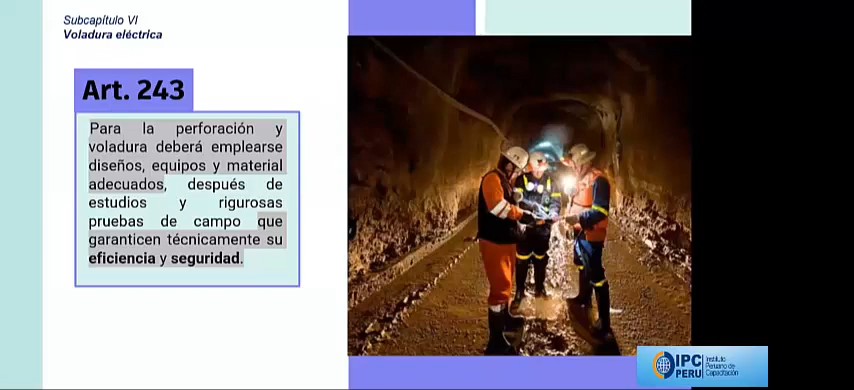 Subcapítulo VI
Voladura eléctrica
Art. 243
Para la perforación y
voladura deberá emplearse
diseños, equipos y material
adecuados, después de
estudios y rigurosas
pruebas de campo que
garanticen técnicamente su
eficiencia y seguridad.
IPC
PERU
Instituto
Peruano de
Capacitación